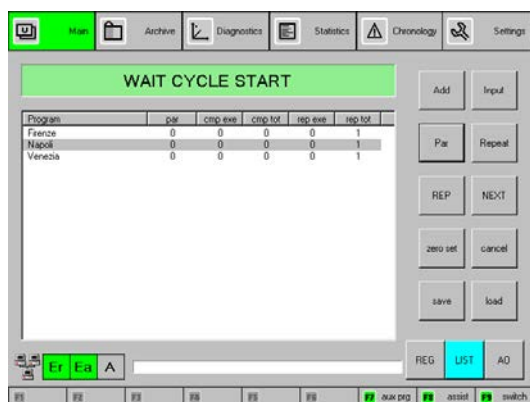 Main Archive Diagnostics Statistics Chronology Settings
WAIT CYCLE START
Add Input
Program par cmp exe cmp tot rep exe rep tot
Firenze 0 0 0 0 1
Napoli 0 0 0 0 1
Venezia 0 0 0 0 1
Par Repeat
REP NEXT
zero set cancel
save load
REG LIST AO
Er Ea A
F1 F2 F3 F4 F5 F6 F7 aux prg F8 assist F9 switch